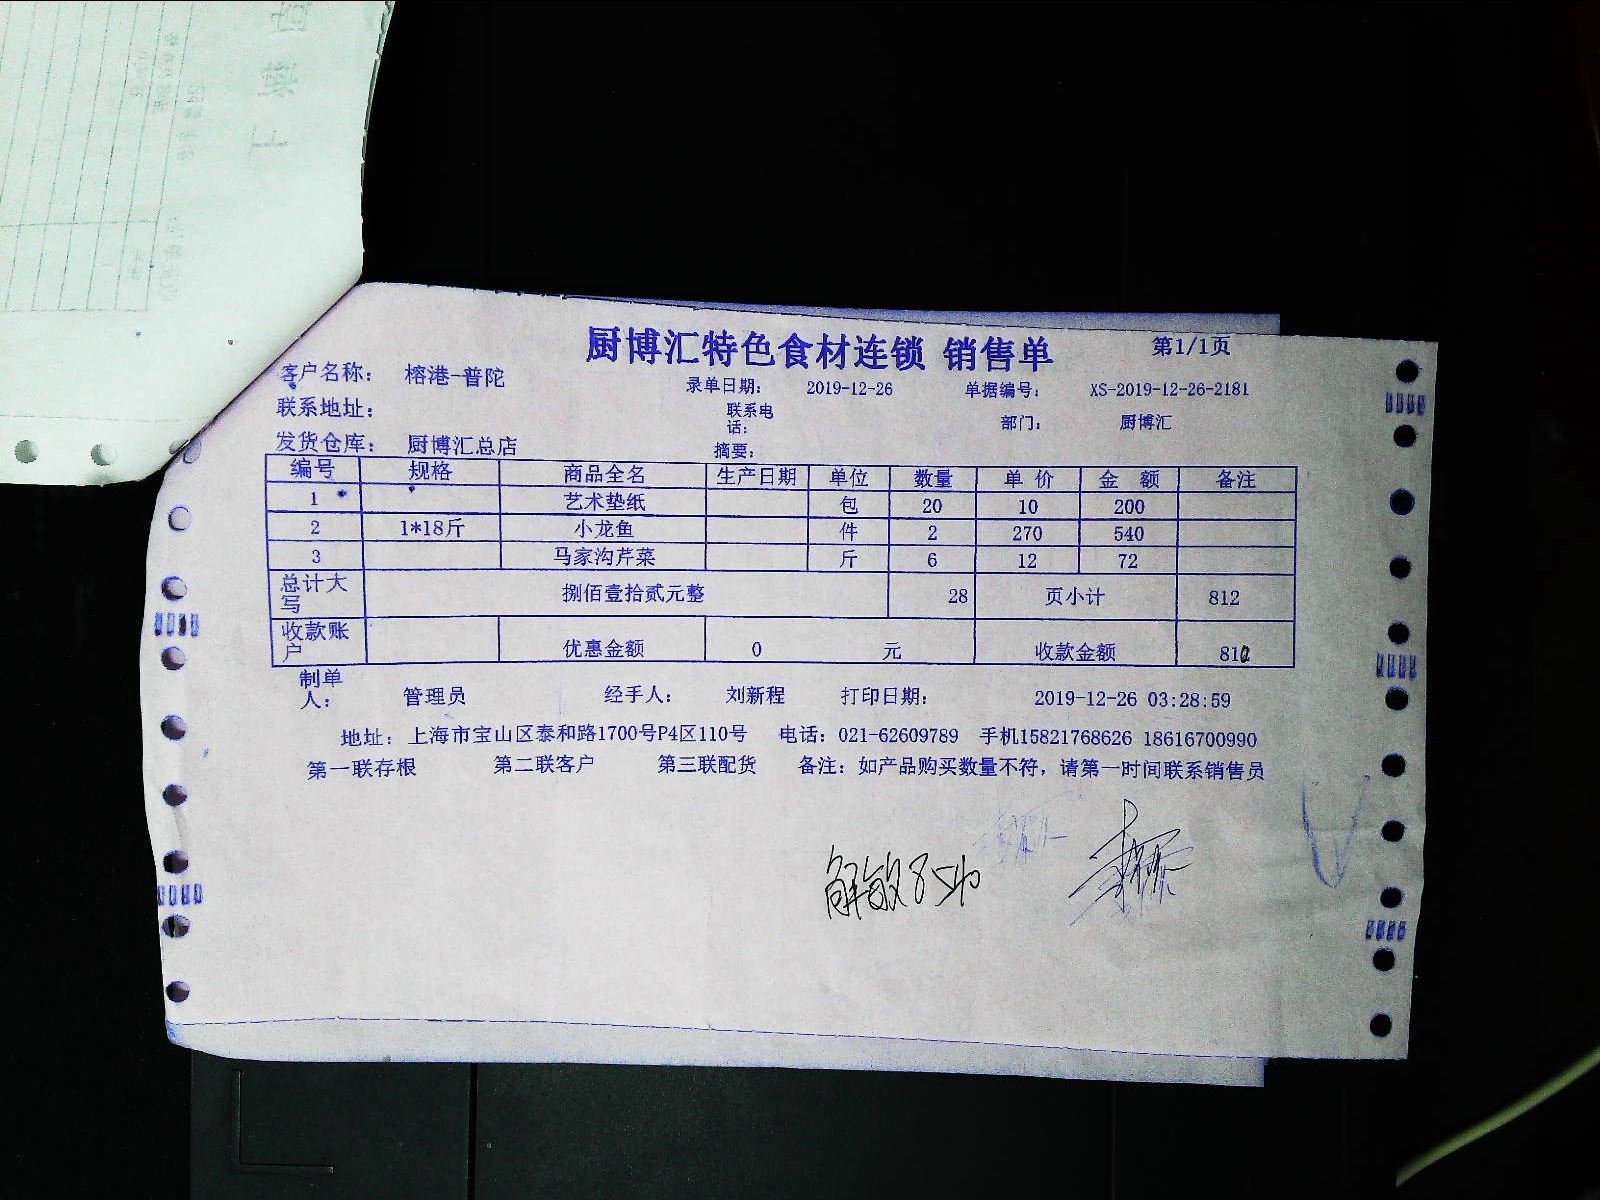 厨博汇特色食材连锁 销售单 第1/1页
客户名称： 榕港-普陀 录单日期： 2019-12-26 单据编号： XS-2019-12-26-2181
联系地址： 联系电话： 部门： 厨博汇
发货仓库： 厨博汇总店 摘要：
编号 规格 商品全名 生产日期 单位 数量 单价 金额 备注
1 艺术垫纸 包 20 10 200
2 1*18斤 小龙鱼 件 2 270 540
3 马家沟芹菜 斤 6 12 72
总计大写 捌佰壹拾贰元整 28 页小计 812
收款账户 优惠金额 0 元 收款金额 810
制单人： 管理员 经手人： 刘新程 打印日期： 2019-12-26 03:28:59
地址： 上海市宝山区泰和路1700号P4区110号 电话：021-62609789 手机15821768626 18616700990
第一联存根 第二联客户 第三联配货 备注：如产品购买数量不符，请第一时间联系销售员